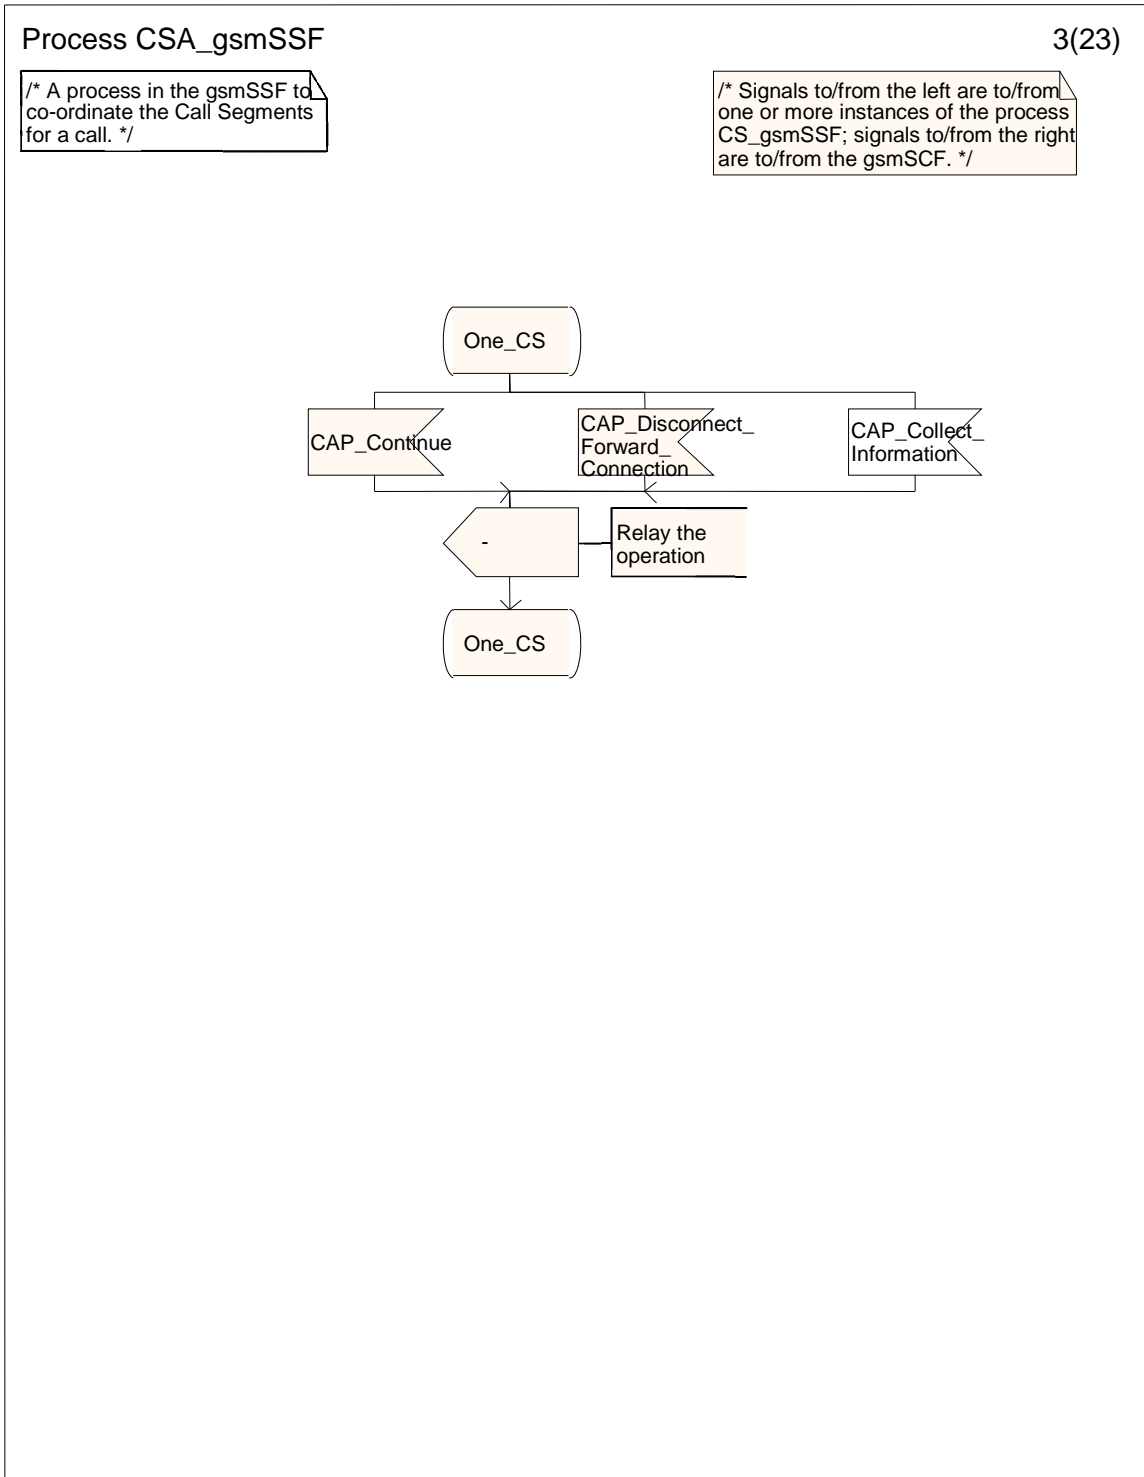 Process CSA_gsmSSF
3(23)
/* A process in the gsmSSF to
co-ordinate the Call Segments
for a call. */
/* Signals to/from the left are to/from
one or more instances of the process
CS_gsmSSF; signals to/from the right
are to/from the gsmSCF. */
One_CS
CAP_Continue
CAP_Disconnect_
Forward_
Connection
CAP_Collect_
Information
-
Relay the
operation
One_CS